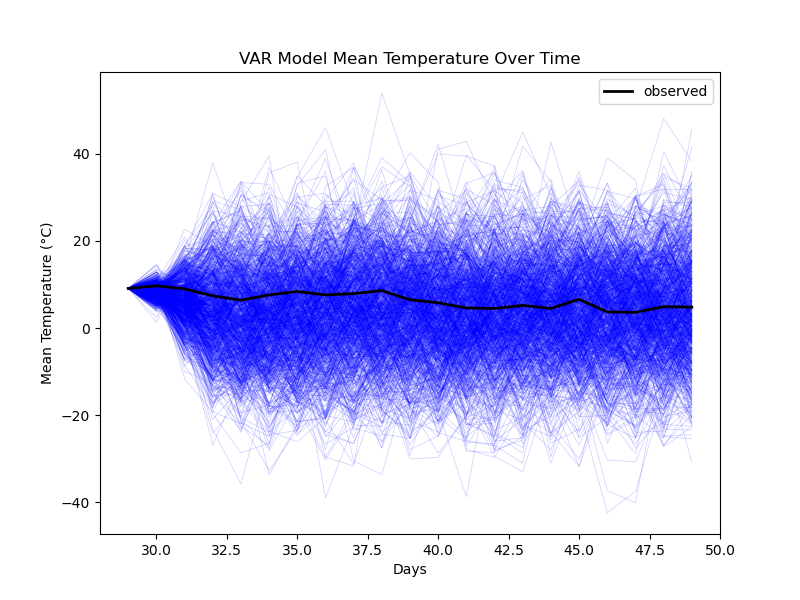 VAR Model Mean Temperature Over Time
observed
Mean Temperature (°C)
40
20
0
−20
−40
30.0 32.5 35.0 37.5 40.0 42.5 45.0 47.5 50.0
Days